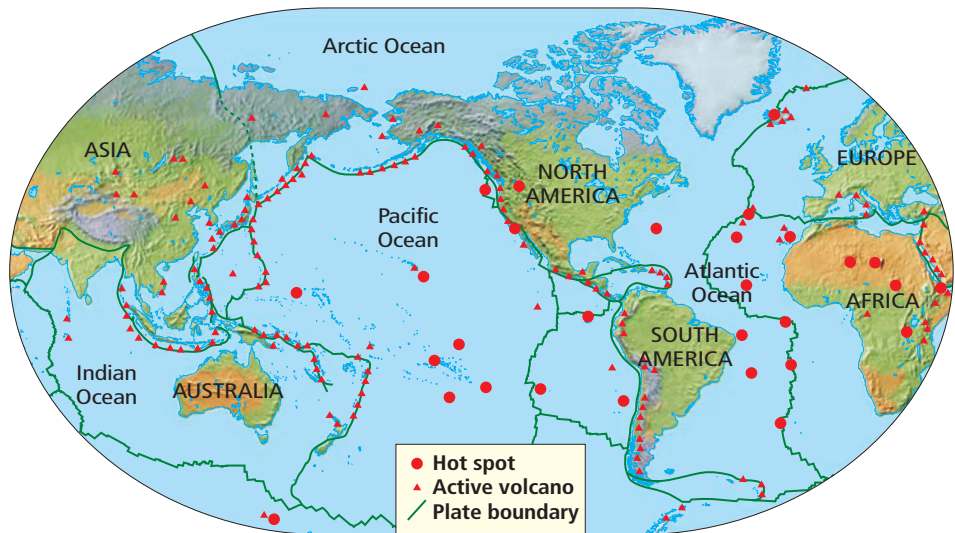 Arctic Ocean
ASIA
NORTH
AMERICA
EUROPE
Pacific
Ocean
Atlantic
Ocean
AFRICA
SOUTH
AMERICA
Indian
Ocean
AUSTRALIA
Hot spot
Active volcano
Plate boundary